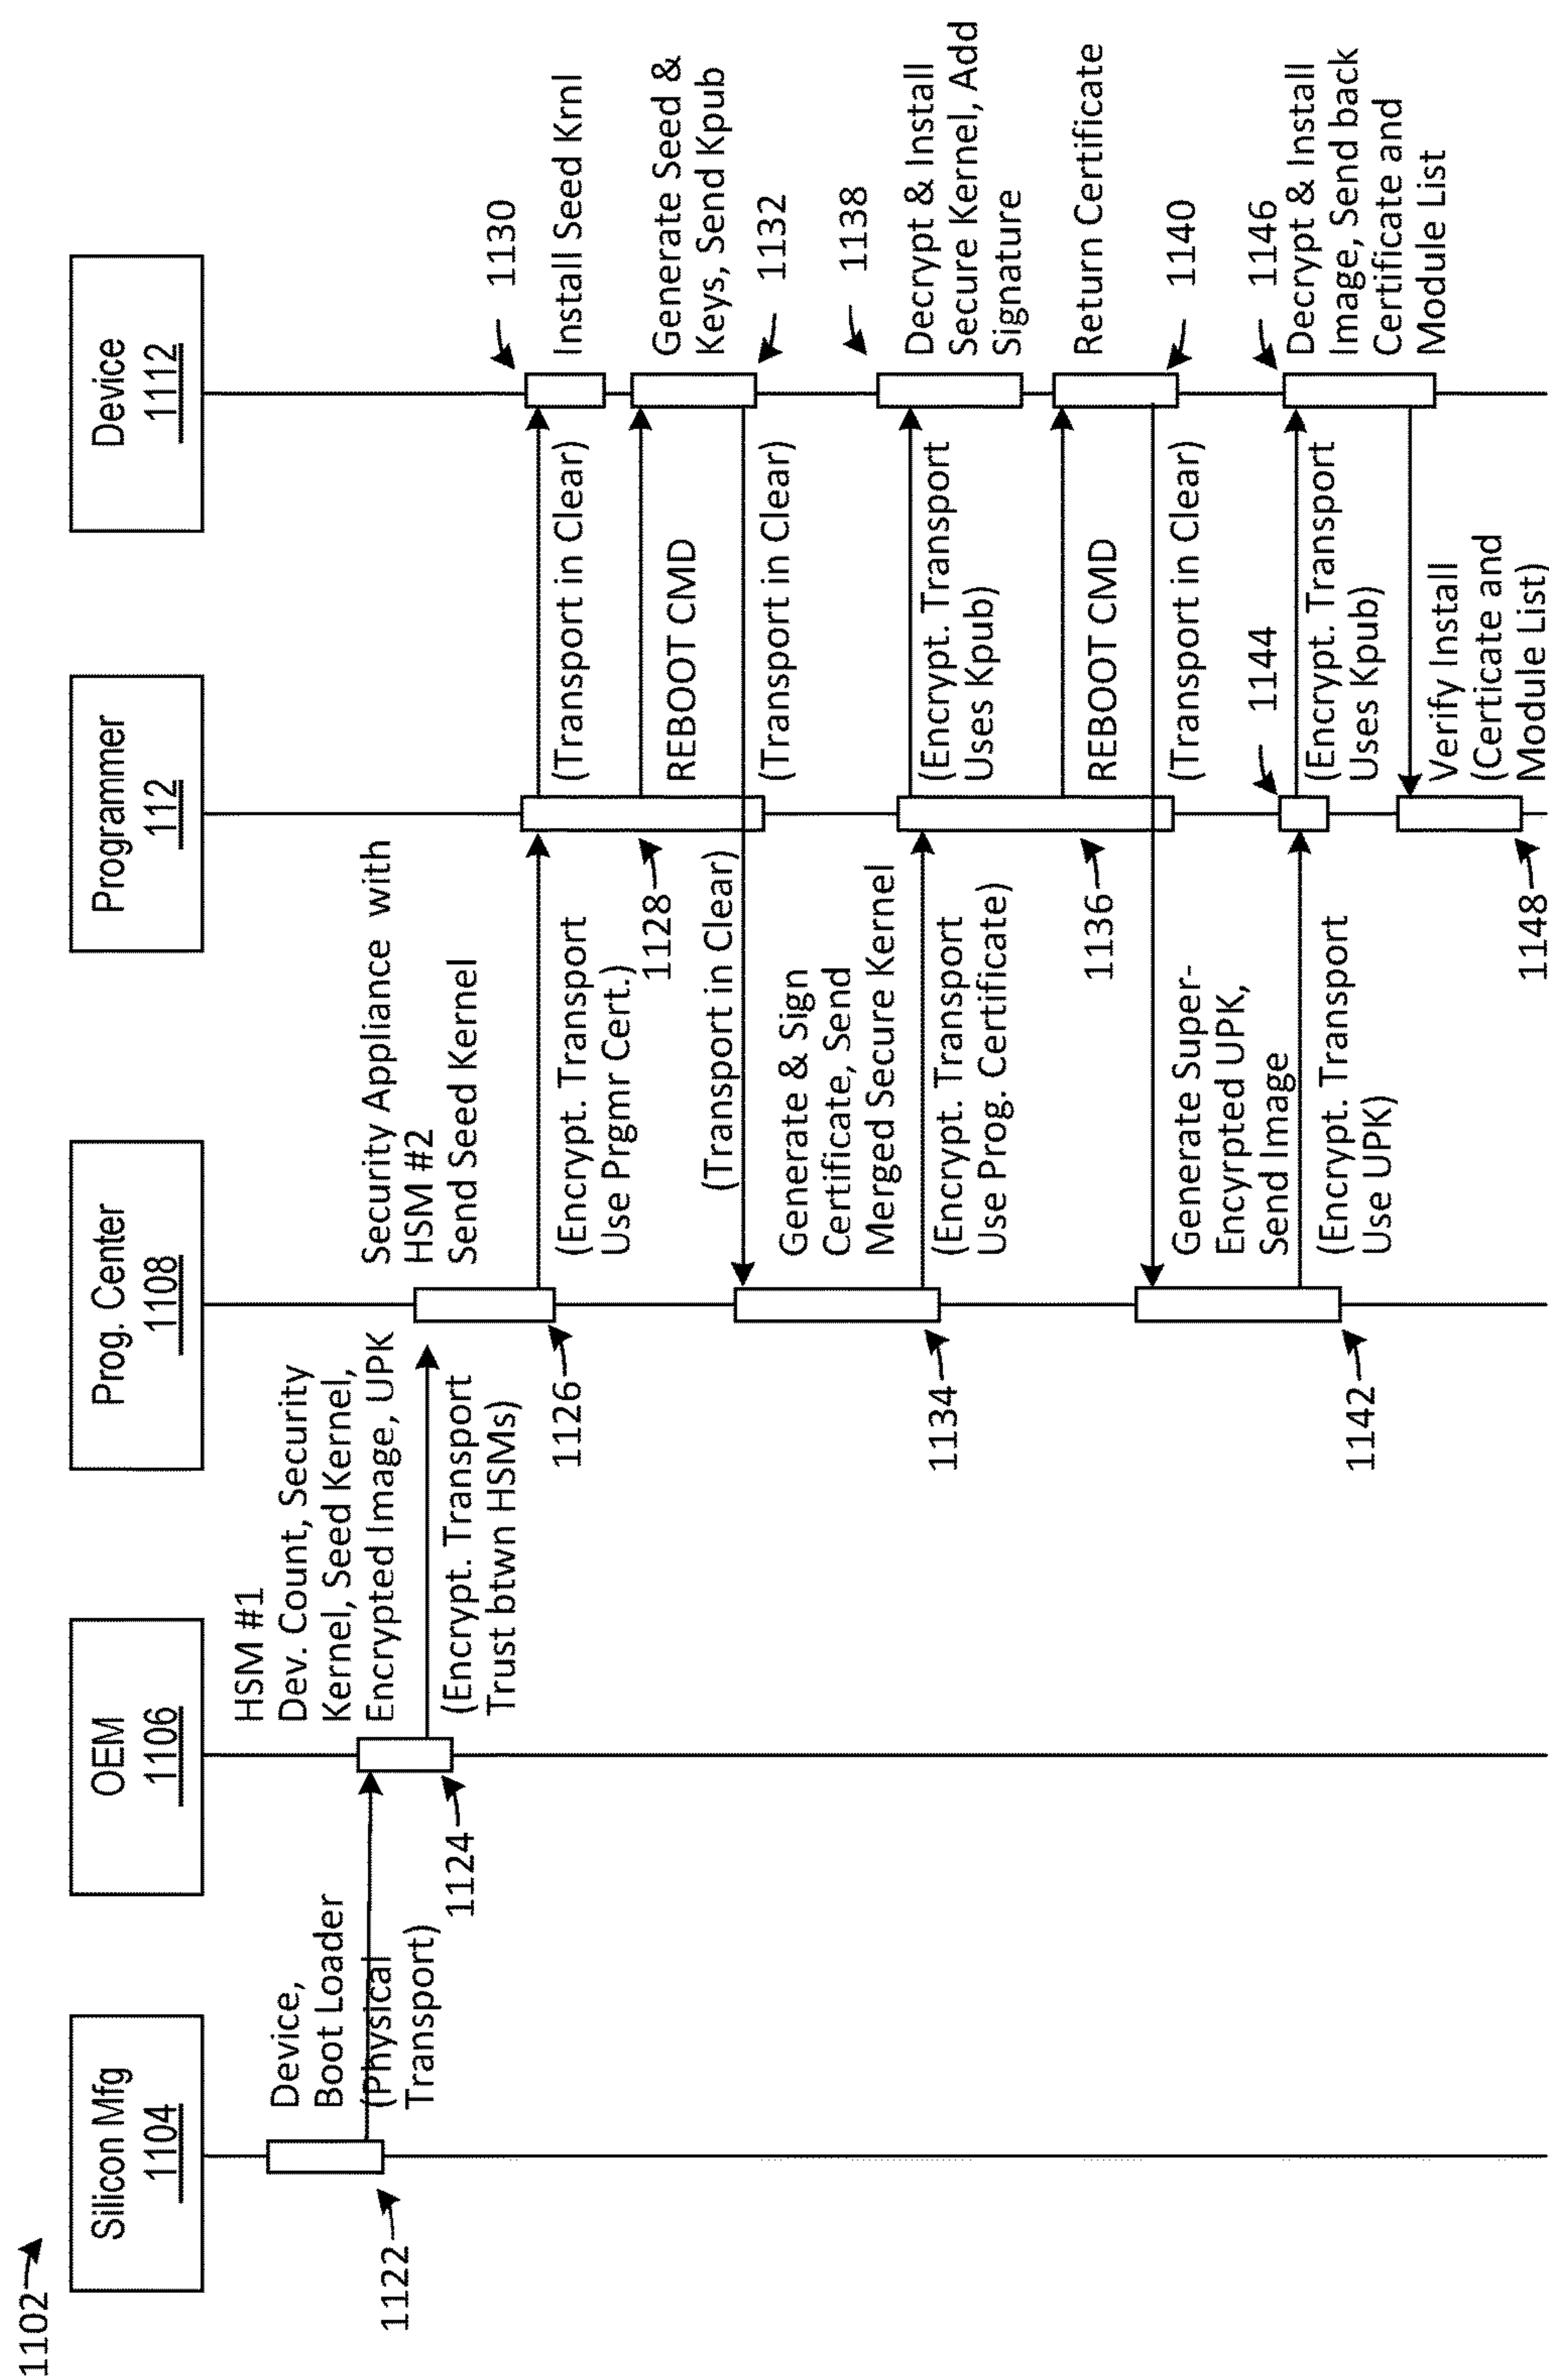 1102
Silicon Mfg
1104
OEM
1106
Prog. Center
1108
Programmer
112
Device
1112
Device,
Boot Loader
(Physical
Transport)
1122
HSM #1
Dev. Count, Security
Kernel, Seed Kernel,
Encrypted Image, UPK
(Encrypt. Transport
Trust btwn HSMs)
1124
Security Appliance with
HSM #2
Send Seed Kernel
(Encrypt. Transport
Use Prgmr Cert.)
1126
(Transport in Clear)
1128
1130
Install Seed Krnl
REBOOT CMD
Generate Seed &
Keys, Send Kpub
1132
(Transport in Clear)
(Transport in Clear)
Generate & Sign
Certificate, Send
Merged Secure Kernel
(Encrypt. Transport
Use Prog. Certificate)
1134
(Encrypt. Transport
Uses Kpub)
1136
1138
Decrypt & Install
Secure Kernel, Add
Signature
REBOOT CMD
Return Certificate
1140
(Transport in Clear)
Generate Super-
Encyrpted UPK,
Send Image
(Encrypt. Transport
Use UPK)
1142
1144
(Encrypt. Transport
Uses Kpub)
1146
Decrypt & Install
Image, Send back
Certificate and
Module List
Verify Install
(Certicate and
Module List)
1148